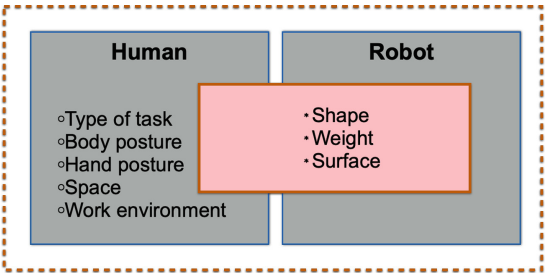 Human
Robot
∘Type of task
∘Body posture
∘Hand posture
∘Space
∘Work environment
* Shape
* Weight
* Surface